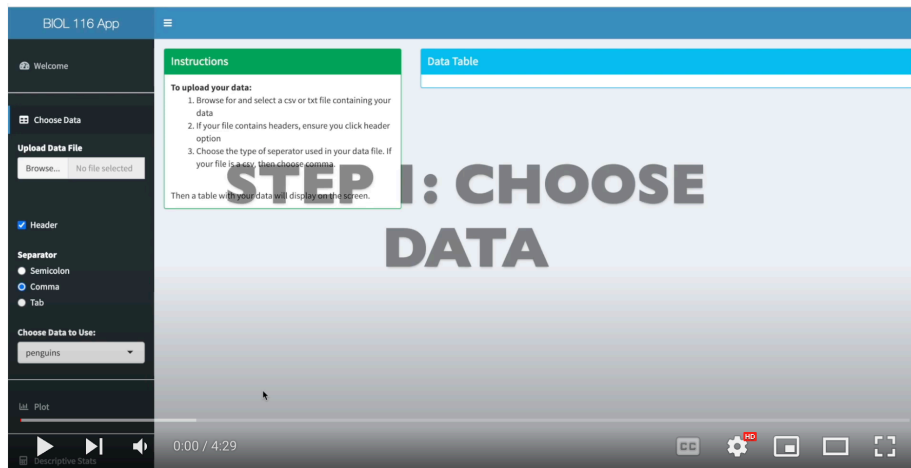 BIOL 116 App
Welcome
Choose Data
Upload Data File
Browse... No file selected
Header
Separator
Semicolon
Comma
Tab
Choose Data to Use:
penguins
Plot
Descriptive Stats
Instructions
To upload your data:
1. Browse for and select a csv or txt file containing your
data
2. If your file contains headers, ensure you click header
option
3. Choose the type of seperator used in your data file. If
your file is a csv, then choose comma.
Then a table with your data will display on the screen.
Data Table
STEP 1: CHOOSE
DATA
0:00 / 4:29
CC
HD